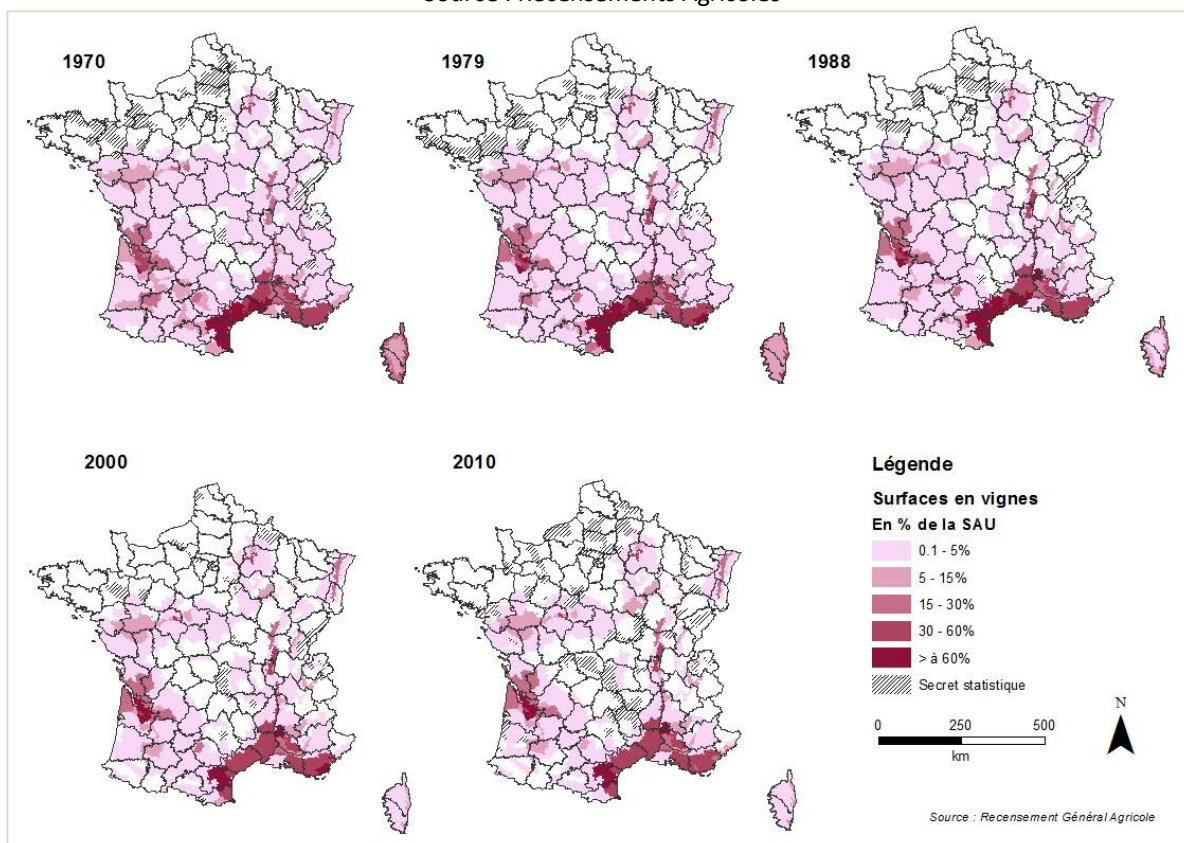 Source : Recensements Agricoles
1970
1979
1988
2000
2010
Légende
Surfaces en vignes
En % de la SAU
0.1 - 5%
5 - 15%
15 - 30%
30 - 60%
> à 60%
Secret statistique
0 250 500
km
N
Source : Recensement Général Agricole